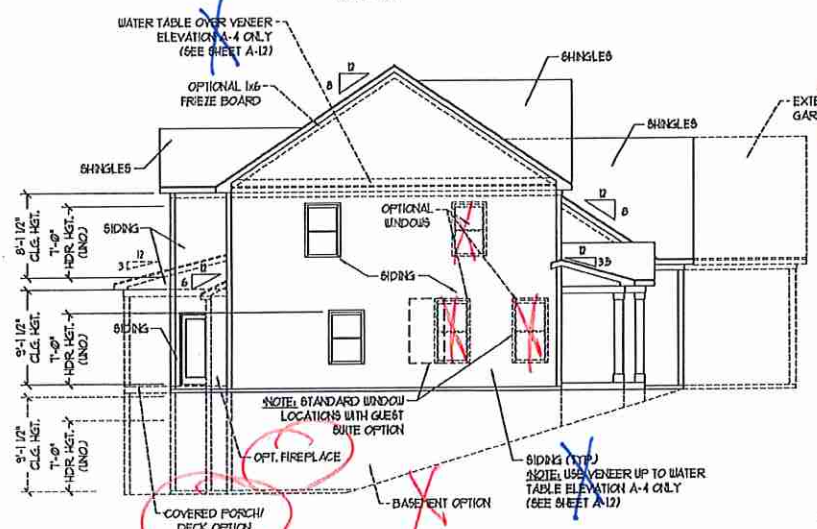 WATER TABLE OVER VENEER
ELEVATION A-4 ONLY
(SEE SHEET A-12)
12
8
OPTIONAL 1x6
FRIEZE BOARD
SHINGLES
SHINGLES
EXTE
GAR
SHINGLES
12
8
OPTIONAL
WINDOWS
SIDING
8'-1 1/2"
CLG. HGT.
7'-0"
HDR. HGT.
(UNO.)
12
3
12
6
SIDING
12
3.5
9'-1 1/2"
CLG. HGT.
7'-0"
HDR. HGT.
(UNO.)
SIDING
NOTE: STANDARD WINDOW
LOCATIONS WITH GUEST
SUITE OPTION
9'-1 1/2"
CLG. HGT.
7'-0"
HDR. HGT.
(UNO.)
OPT. FIREPLACE
SIDING (TYP.)
NOTE: USE VENEER UP TO WATER
TABLE ELEVATION A-4 ONLY
(SEE SHEET A-12)
BASEMENT OPTION
COVERED PORCH/
DECK OPTION